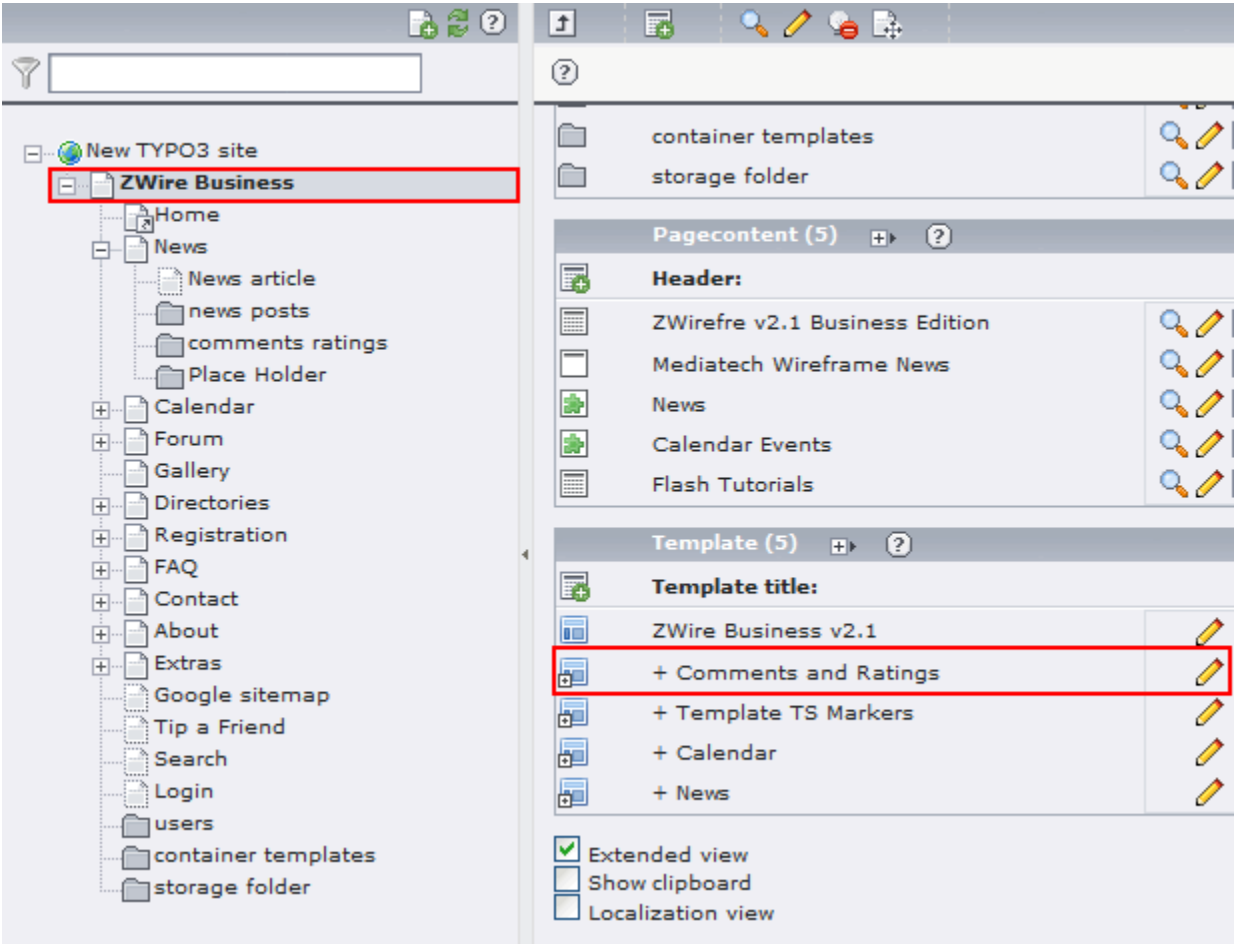 New TYPO3 site
ZWire Business
Home
News
News article
news posts
comments ratings
Place Holder
Calendar
Forum
Gallery
Directories
Registration
FAQ
Contact
About
Extras
Google sitemap
Tip a Friend
Search
Login
users
container templates
storage folder
container templates
storage folder
Pagecontent (5)
Header:
ZWirefre v2.1 Business Edition
Mediatech Wireframe News
News
Calendar Events
Flash Tutorials
Template (5)
Template title:
ZWire Business v2.1
+ Comments and Ratings
+ Template TS Markers
+ Calendar
+ News
Extended view
Show clipboard
Localization view